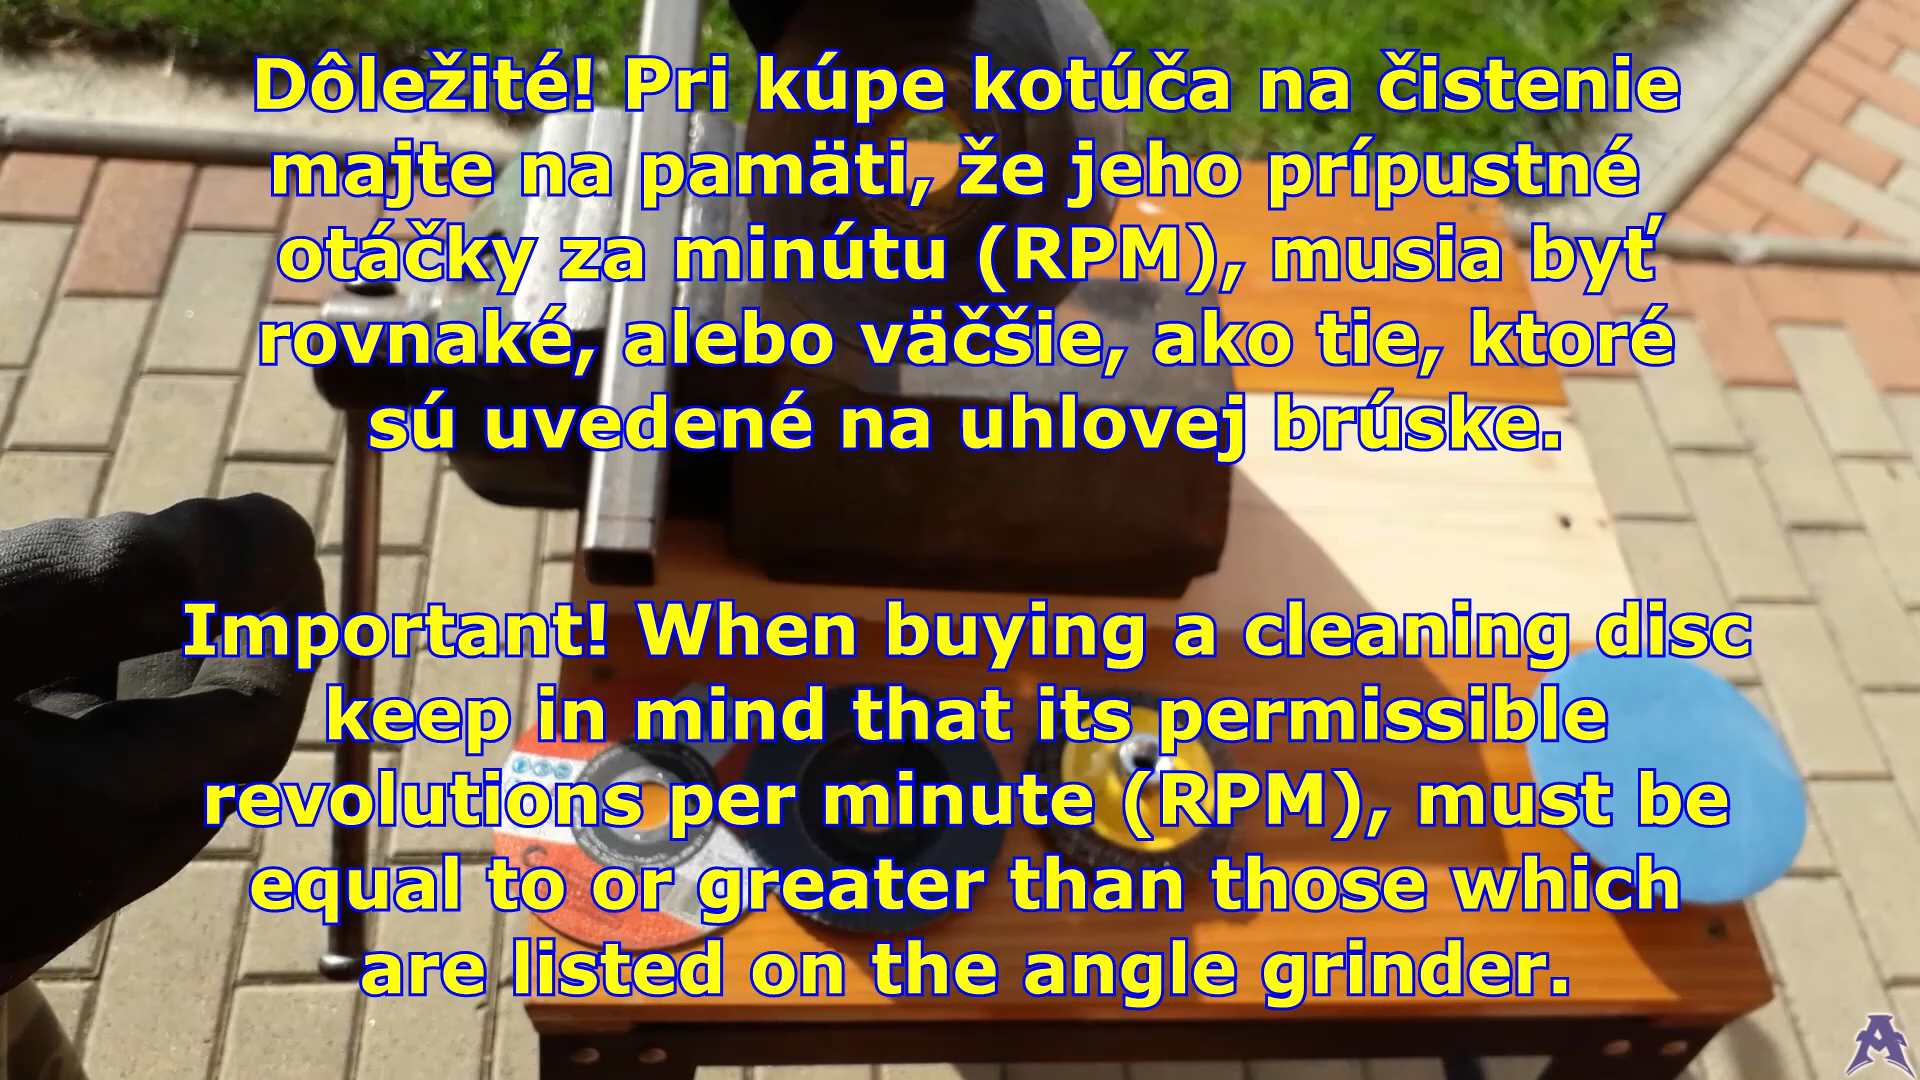 Dôležité! Pri kúpe kotúča na čistenie
majte na pamäti, že jeho prípustné
otáčky za minútu (RPM), musia byť
rovnaké, alebo väčšie, ako tie, ktoré
sú uvedené na uhlovej brúske.
Important! When buying a cleaning disc
keep in mind that its permissible
revolutions per minute (RPM), must be
equal to or greater than those which
are listed on the angle grinder.